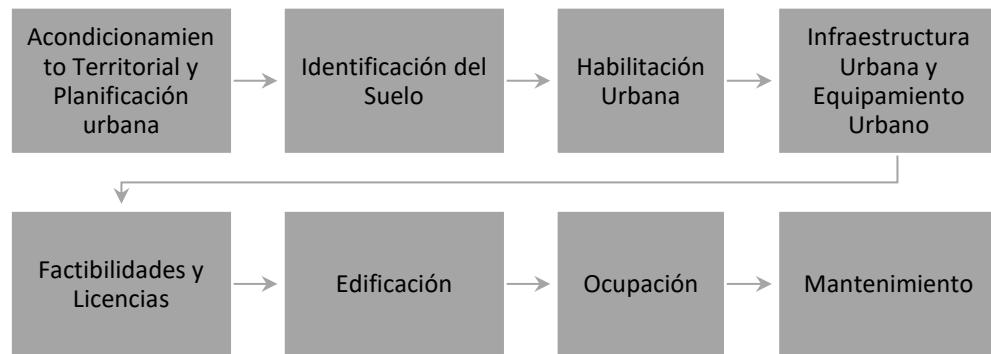 Acondicionamien
to Territorial y
Planificación
urbana
Identificación del
Suelo
Habilitación
Urbana
Infraestructura
Urbana y
Equipamiento
Urbano
Factibilidades y
Licencias
Edificación
Ocupación
Mantenimiento